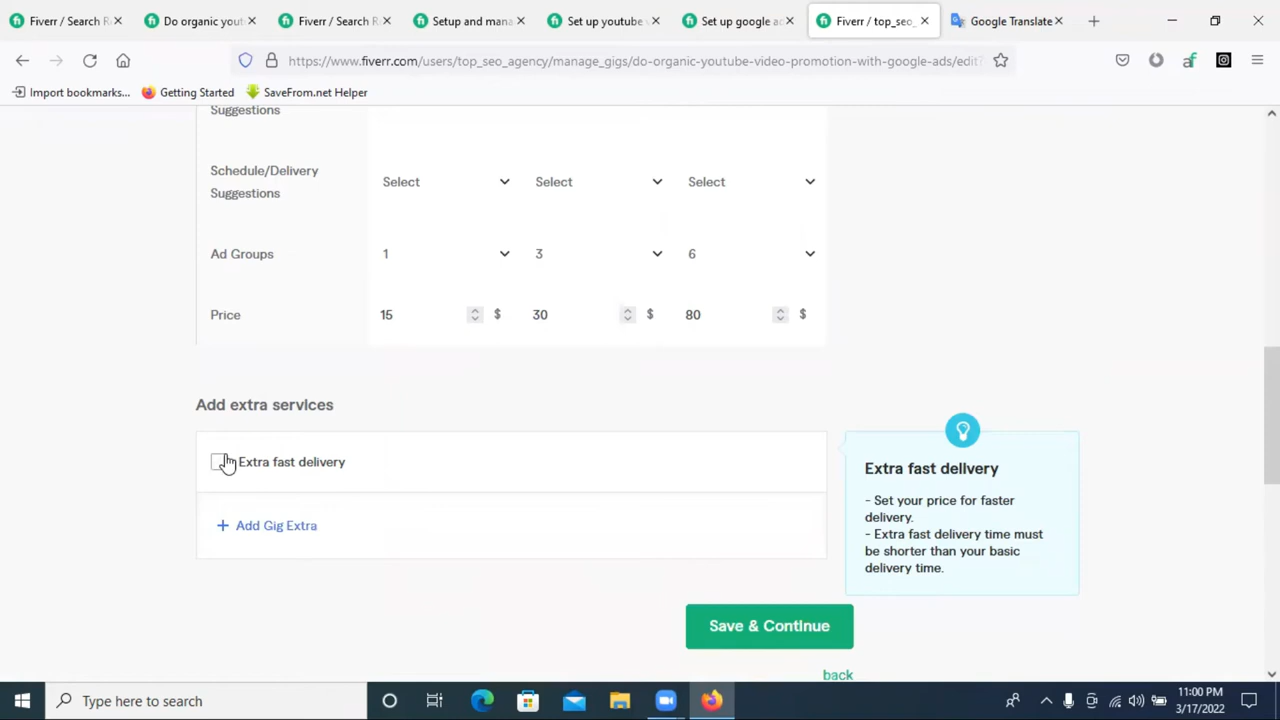 Fiverr / Search R
Do organic yout
Fiverr / Search R
Setup and mana
Set up youtube v
Set up google ad
Fiverr / top_seo_
Google Translate
https://www.fiverr.com/users/top_seo_agency/manage_gigs/do-organic-youtube-video-promotion-with-google-ads/edit?
Import bookmarks...
Getting Started
SaveFrom.net Helper
Suggestions
Schedule/Delivery
Suggestions
Select
Select
Select
Ad Groups
1
3
6
Price
15
$
30
$
80
$
Add extra services
Extra fast delivery
+ Add Gig Extra
Extra fast delivery
- Set your price for faster
delivery.
- Extra fast delivery time must
be shorter than your basic
delivery time.
Save & Continue
back
Type here to search
11:00 PM
3/17/2022